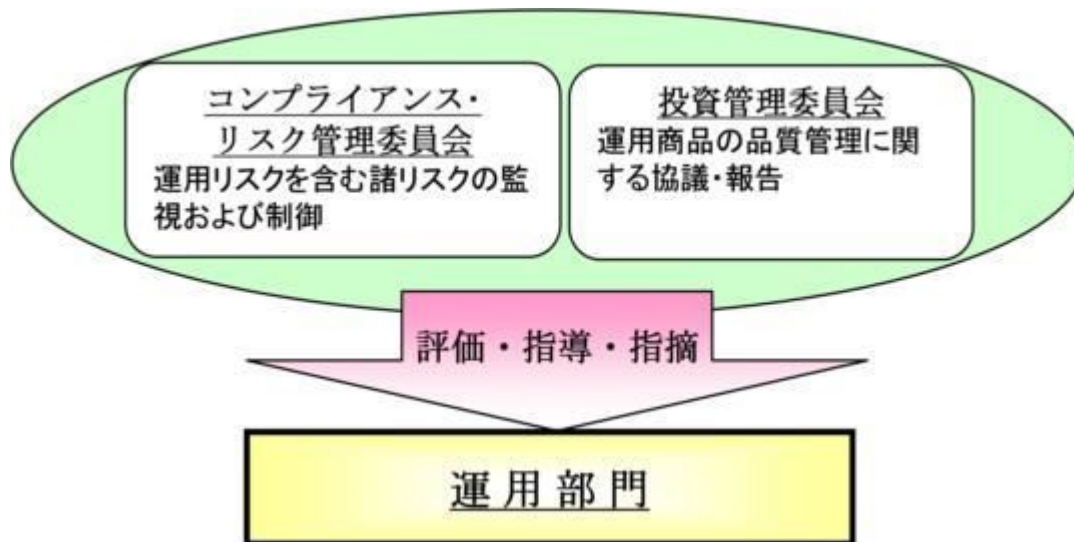 コンプライアンス・
リスク管理委員会
運用リスクを含む諸リスクの監
視および制御
投資管理委員会
運用商品の品質管理に関
する協議・報告
評価・指導・指摘
運用部門